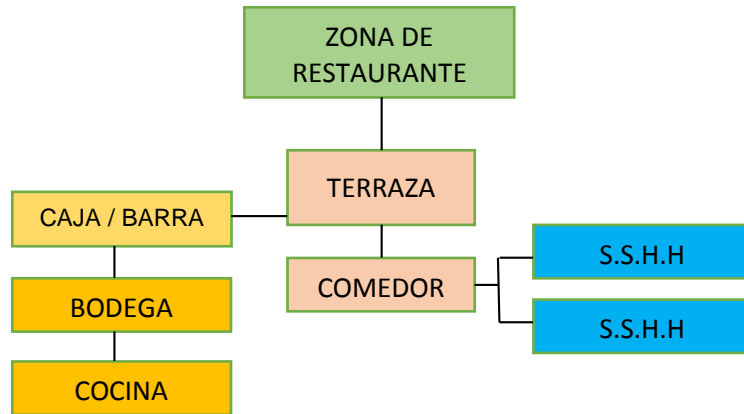 ZONA DE
RESTAURANTE
TERRAZA
CAJA / BARRA
S.S.H.H
BODEGA
COMEDOR
S.S.H.H
COCINA